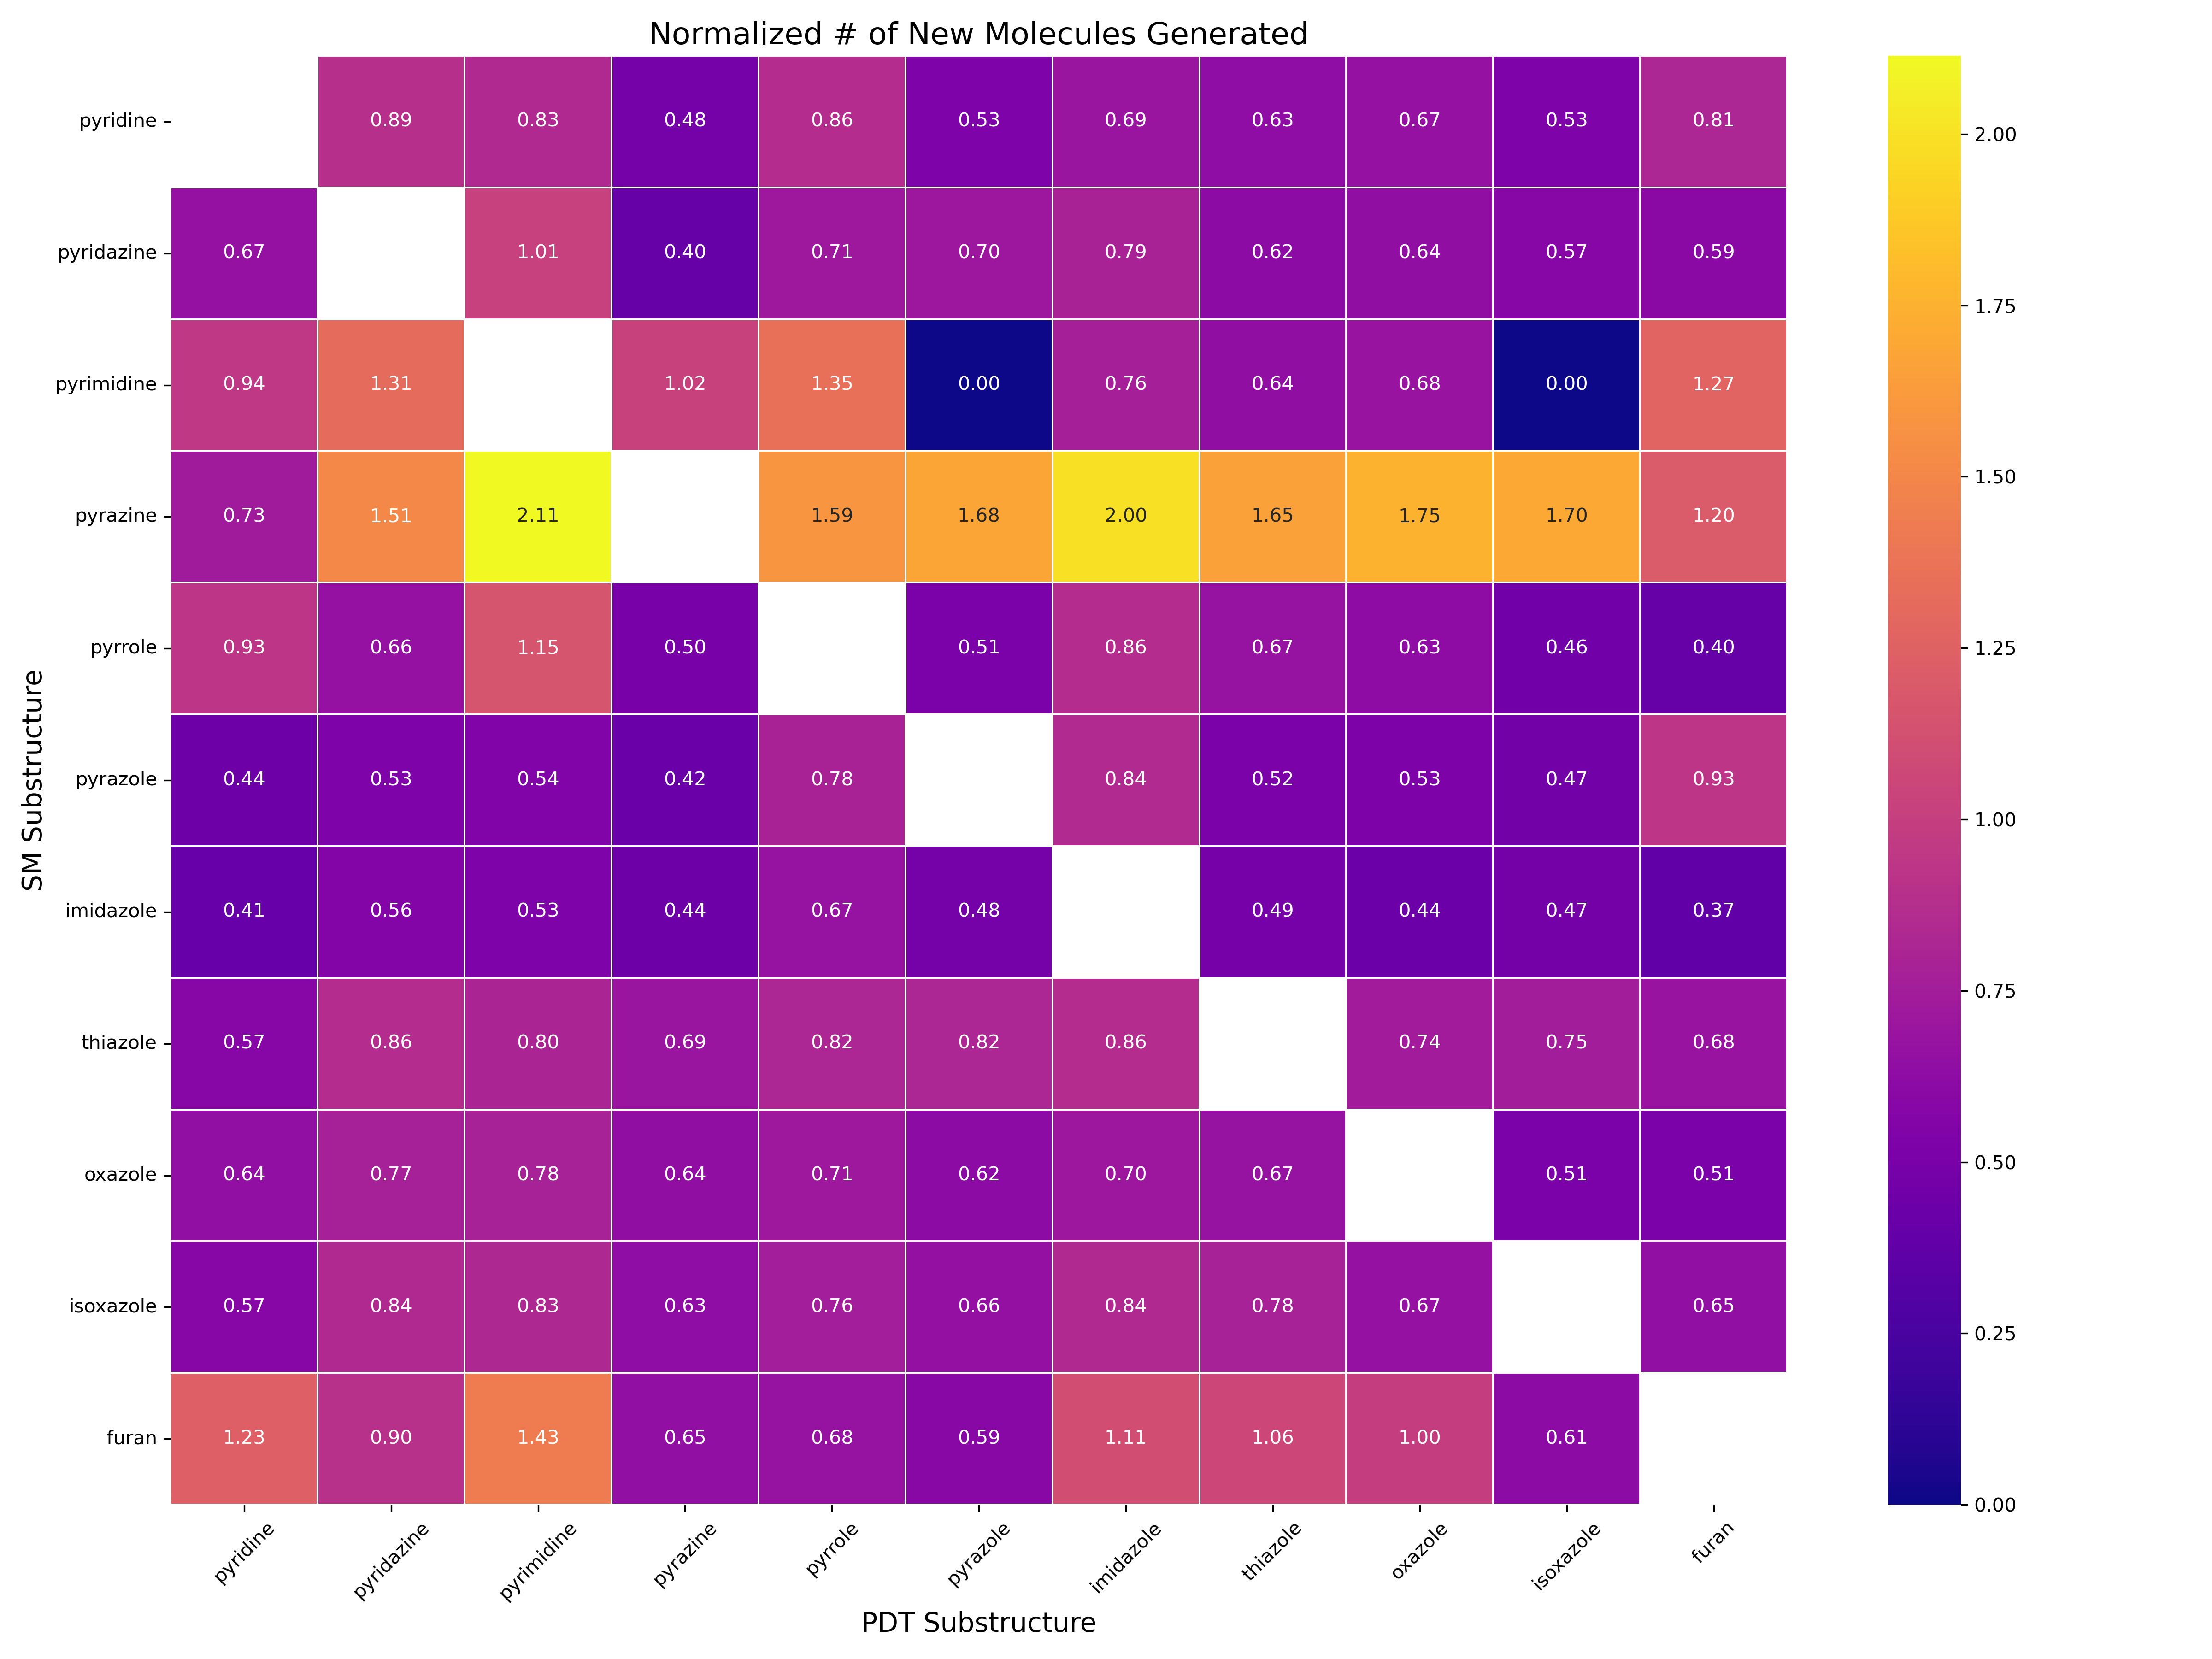 Normalized # of New Molecules Generated
pyridine 0.89 0.83 0.48 0.86 0.53 0.69 0.63 0.67 0.53 0.81
pyridazine 0.67 1.01 0.40 0.71 0.70 0.79 0.62 0.64 0.57 0.59
pyrimidine 0.94 1.31 1.02 1.35 0.00 0.76 0.64 0.68 0.00 1.27
pyrazine 0.73 1.51 2.11 1.59 1.68 2.00 1.65 1.75 1.70 1.20
pyrrole 0.93 0.66 1.15 0.50 0.51 0.86 0.67 0.63 0.46 0.40
pyrazole 0.44 0.53 0.54 0.42 0.78 0.84 0.52 0.53 0.47 0.93
imidazole 0.41 0.56 0.53 0.44 0.67 0.48 0.49 0.44 0.47 0.37
thiazole 0.57 0.86 0.80 0.69 0.82 0.82 0.86 0.74 0.75 0.68
oxazole 0.64 0.77 0.78 0.64 0.71 0.62 0.70 0.67 0.51 0.51
isoxazole 0.57 0.84 0.83 0.63 0.76 0.66 0.84 0.78 0.67 0.65
furan 1.23 0.90 1.43 0.65 0.68 0.59 1.11 1.06 1.00 0.61
SM Substructure
pyridine pyridazine pyrimidine pyrazine pyrrole pyrazole imidazole thiazole oxazole isoxazole furan
PDT Substructure
2.00
1.75
1.50
1.25
1.00
0.75
0.50
0.25
0.00